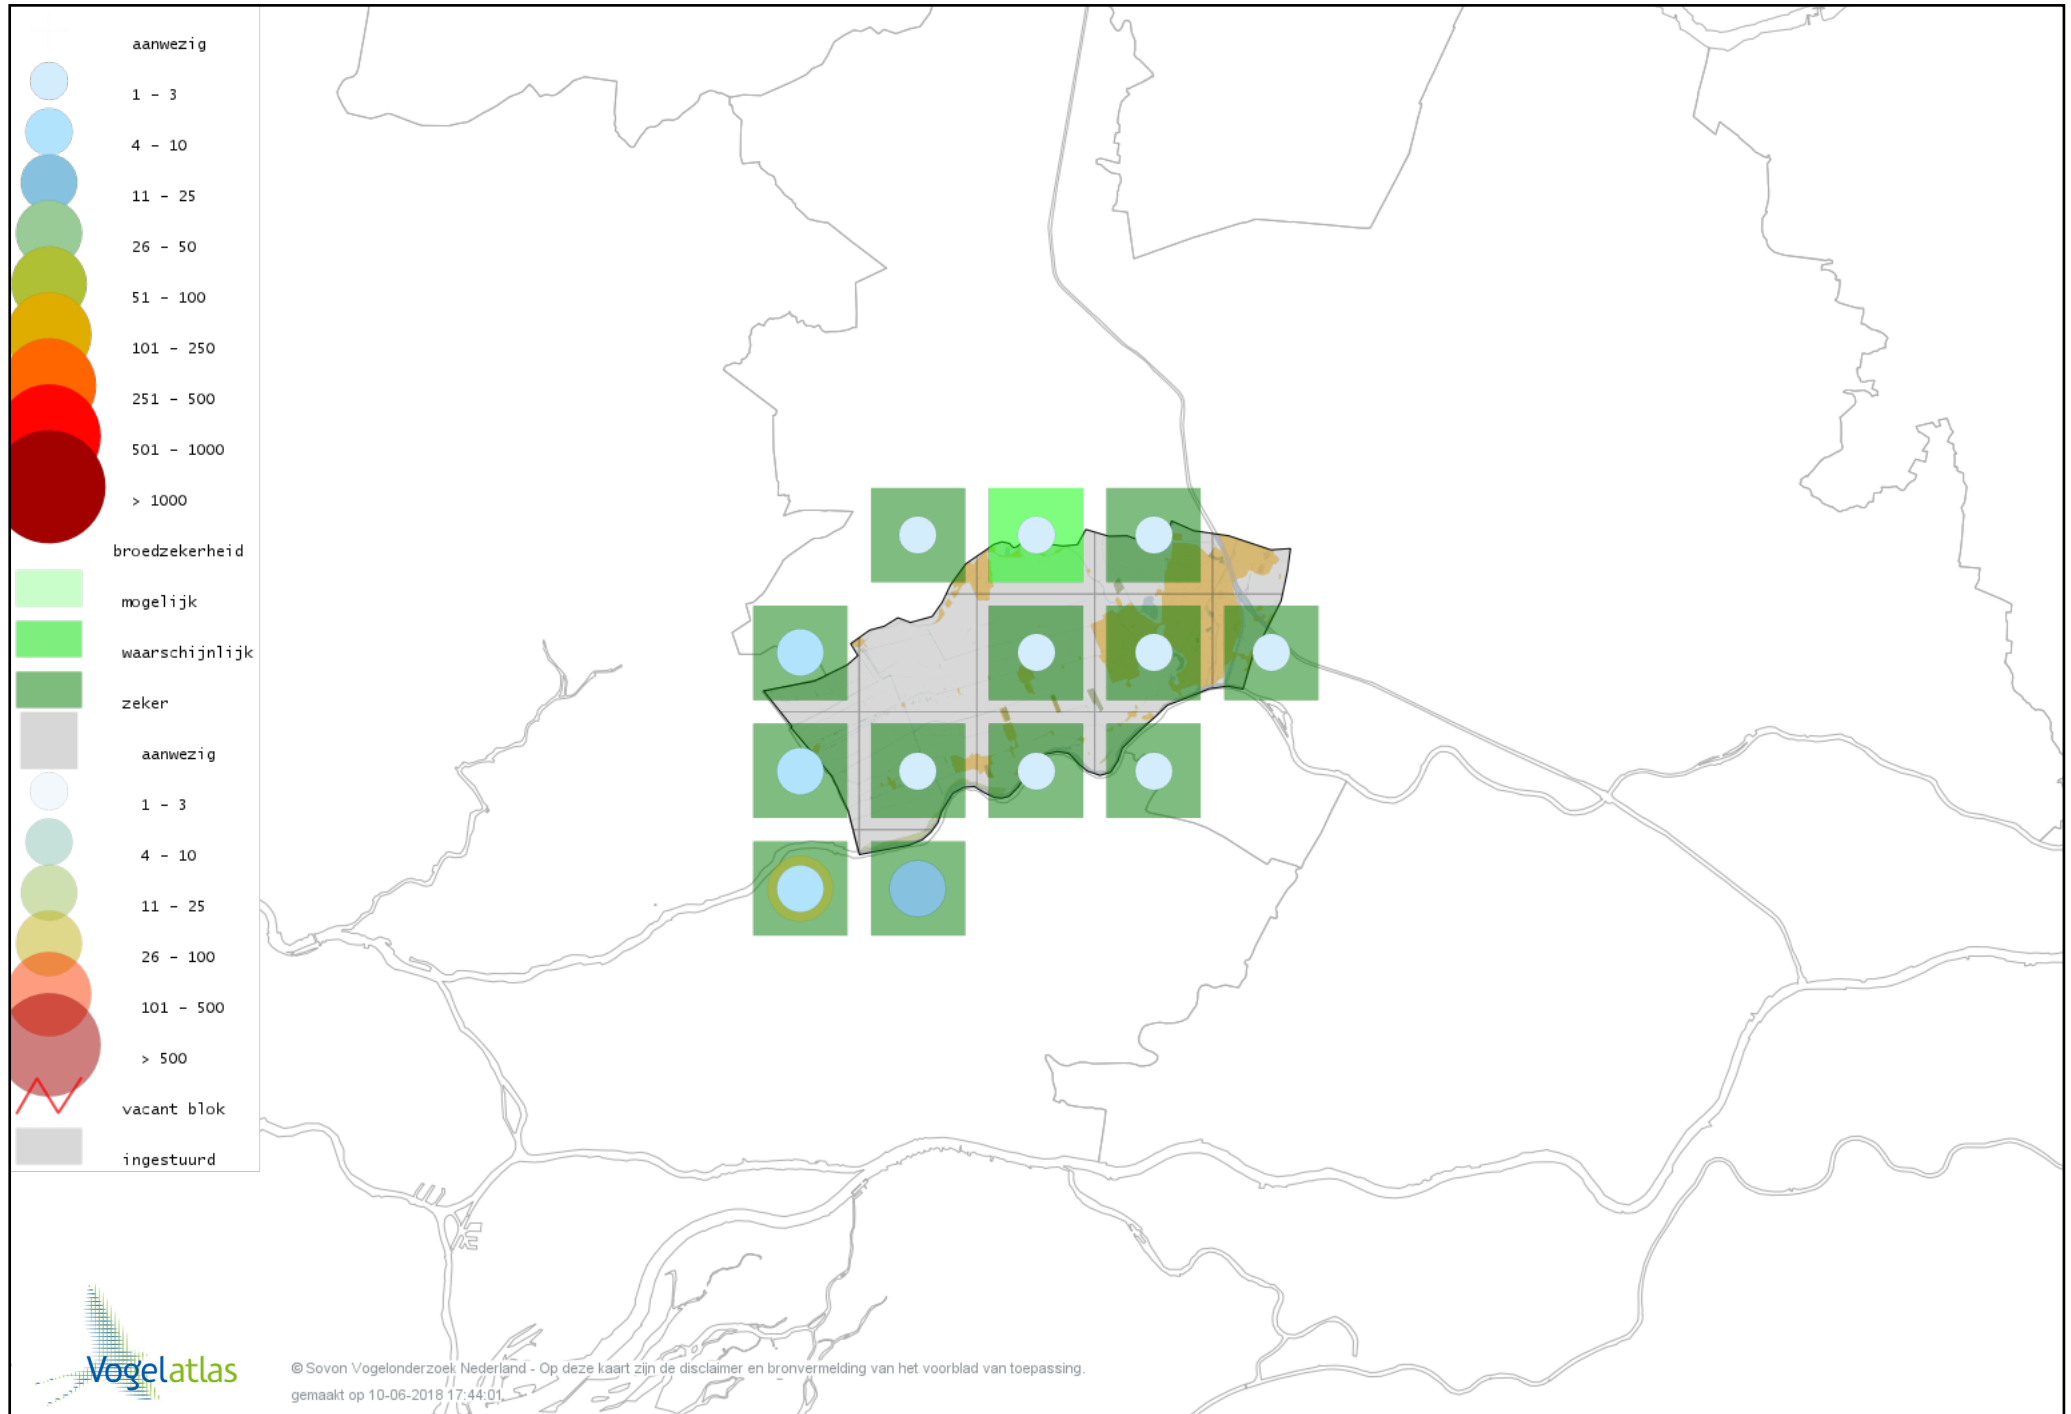 aanwezig
1 – 3
4 – 10
11 – 25
26 – 50
51 – 100
101 – 250
251 – 500
501 – 1000
> 1000
broedzekerheid
mogelijk
waarschijnlijk
zeker
aanwezig
1 – 3
4 – 10
11 – 25
26 – 100
101 – 500
> 500
vacant blok
ingestuurd
Vogelatlas
© Sovon Vogelonderzoek Nederland - Op deze kaart zijn de disclaimer en bronvermelding van het voorblad van toepassing.
gemaakt op 10-06-2018 17:44:01